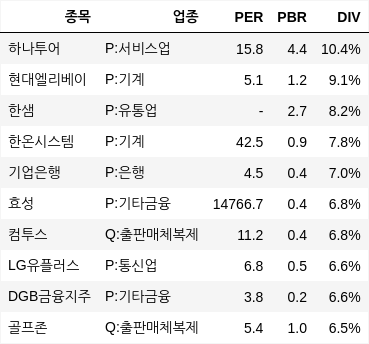 종목 업종 PER PBR DIV
하나투어 P:서비스업 15.8 4.4 10.4%
현대엘리베이 P:기계 5.1 1.2 9.1%
한샘 P:유통업 - 2.7 8.2%
한온시스템 P:기계 42.5 0.9 7.8%
기업은행 P:은행 4.5 0.4 7.0%
효성 P:기타금융 14766.7 0.4 6.8%
컴투스 Q:출판매체복제 11.2 0.4 6.8%
LG유플러스 P:통신업 6.8 0.5 6.6%
DGB금융지주 P:기타금융 3.8 0.2 6.6%
골프존 Q:출판매체복제 5.4 1.0 6.5%